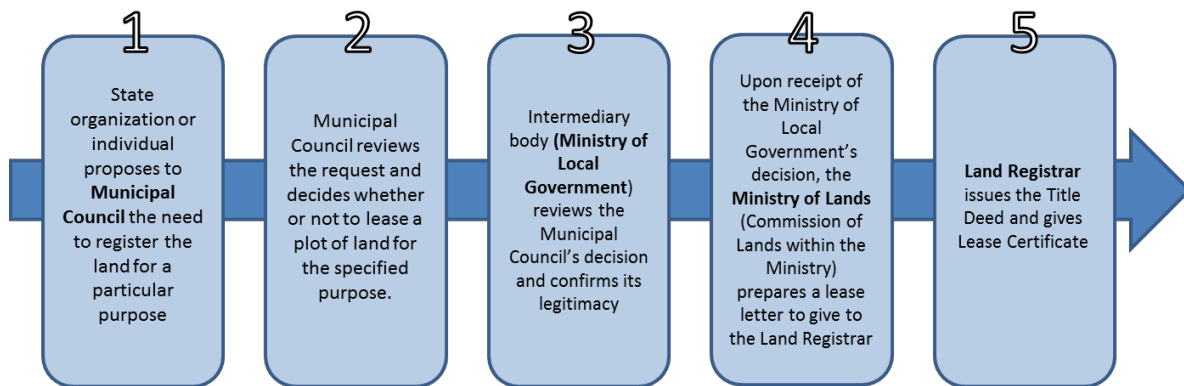 1
State
organization or
individual
proposes to
Municipal
Council the need
to register the
land for a
particular
purpose
2
Municipal
Council reviews
the request and
decides whether
or not to lease a
plot of land for
the specified
purpose.
3
Intermediary
body (Ministry of
Local
Government)
reviews the
Municipal
Council's decision
and confirms its
legitimacy
4
Upon receipt of
the Ministry of
Local
Government's
decision, the
Ministry of Lands
(Commission of
Lands within the
Ministry)
prepares a lease
letter to give to
the Land Registrar
5
Land Registrar
issues the Title
Deed and gives
Lease Certificate